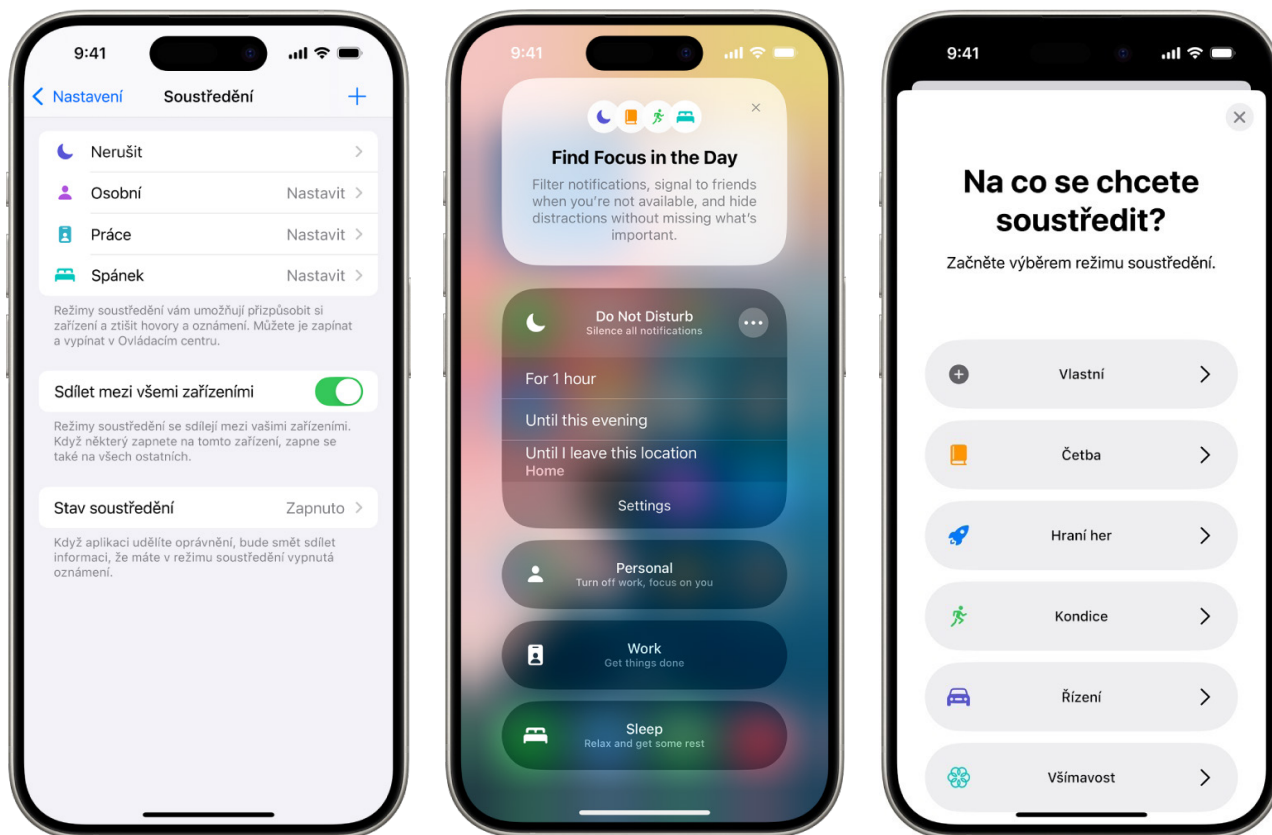 9:41
Nastavení
Soustředění
Nerušit
Osobní
Nastavit
Práce
Nastavit
Spánek
Nastavit
Režimy soustředění vám umožňují přizpůsobit si
zařízení a ztišit hovory a oznámení. Můžete je zapínat
a vypínat v Ovládacím centru.
Sdílet mezi všemi zařízeními
Režimy soustředění se sdílejí mezi vašimi zařízeními.
Když některý zapnete na tomto zařízení, zapne se
také na všech ostatních.
Stav soustředění
Zapnuto
Když aplikaci udělíte oprávnění, bude smět sdílet
informaci, že máte v režimu soustředění vypnutá
oznámení.
9:41
Find Focus in the Day
Filter notifications, signal to friends
when you're not available, and hide
distractions without missing what's
important.
Do Not Disturb
Silence all notifications
For 1 hour
Until this evening
Until I leave this location
Home
Settings
Personal
Turn off work, focus on you
Work
Get things done
Sleep
Relax and get some rest
9:41
Na co se chcete
soustředit?
Začněte výběrem režimu soustředění.
Vlastní
Četba
Hraní her
Kondice
Řízení
Všímavost